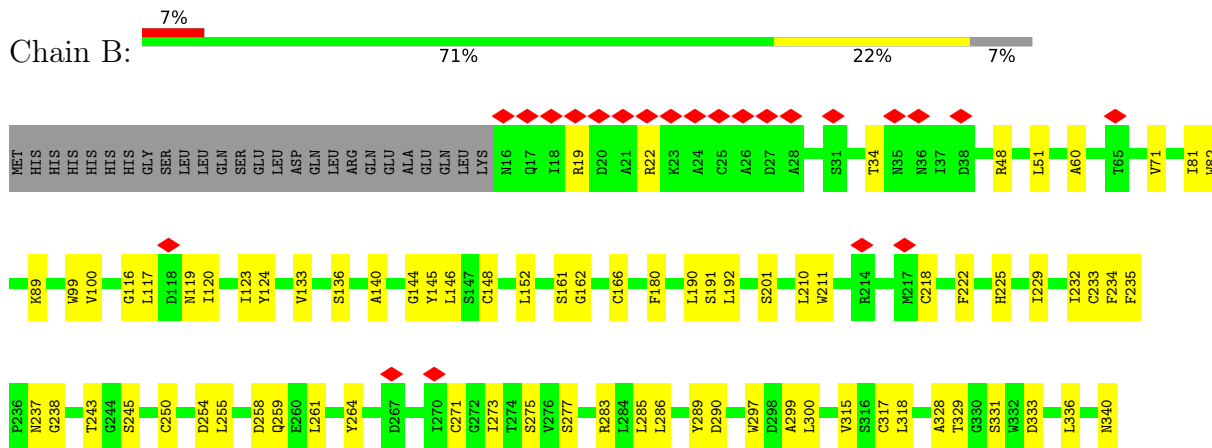 7%
Chain B:
71% 22% 7%
MET HIS HIS HIS HIS HIS HIS GLY SER LEU LEU GLN SER GLU LEU ASP GLN LEU ARG GLN GLU ALA GLU GLN LEU LYS N16 Q17 I18 R19 D20 A21 R22 K23 A24 C25 A26 D27 A28 S31 T34 N35 N36 I37 D38 R48 L51 A60 T65 V71 I81 W82
K89 W99 V100 G116 L117 D118 N119 I120 I123 Y124 V133 S136 A140 G144 Y145 L146 S147 C148 L152 S161 G162 C166 F180 L190 S191 L192 S201 L210 W211 R214 M217 C218 F222 H225 I229 I232 C233 F234 F235
P236 N237 G238 T243 G244 S245 C250 D254 L255 D258 Q259 E260 L261 Y264 D267 I270 C271 G272 I273 T274 S275 V276 S277 R283 L284 L285 L286 Y289 D290 W297 D298 A299 L300 V315 S316 C317 L318 A328 T329 G330 S331 W332 D333 L336 N340